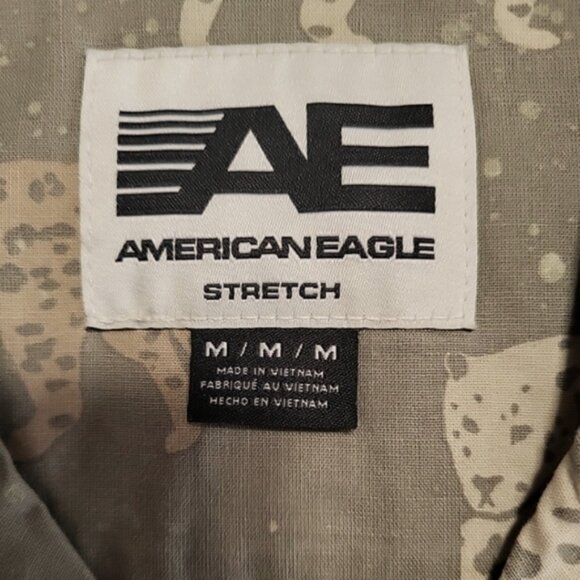 AE
AMERICAN EAGLE
STRETCH
M / M / M
MADE IN VIETNAM
FABRIQUÉ AU VIETNAM
HECHO EN VIETNAM